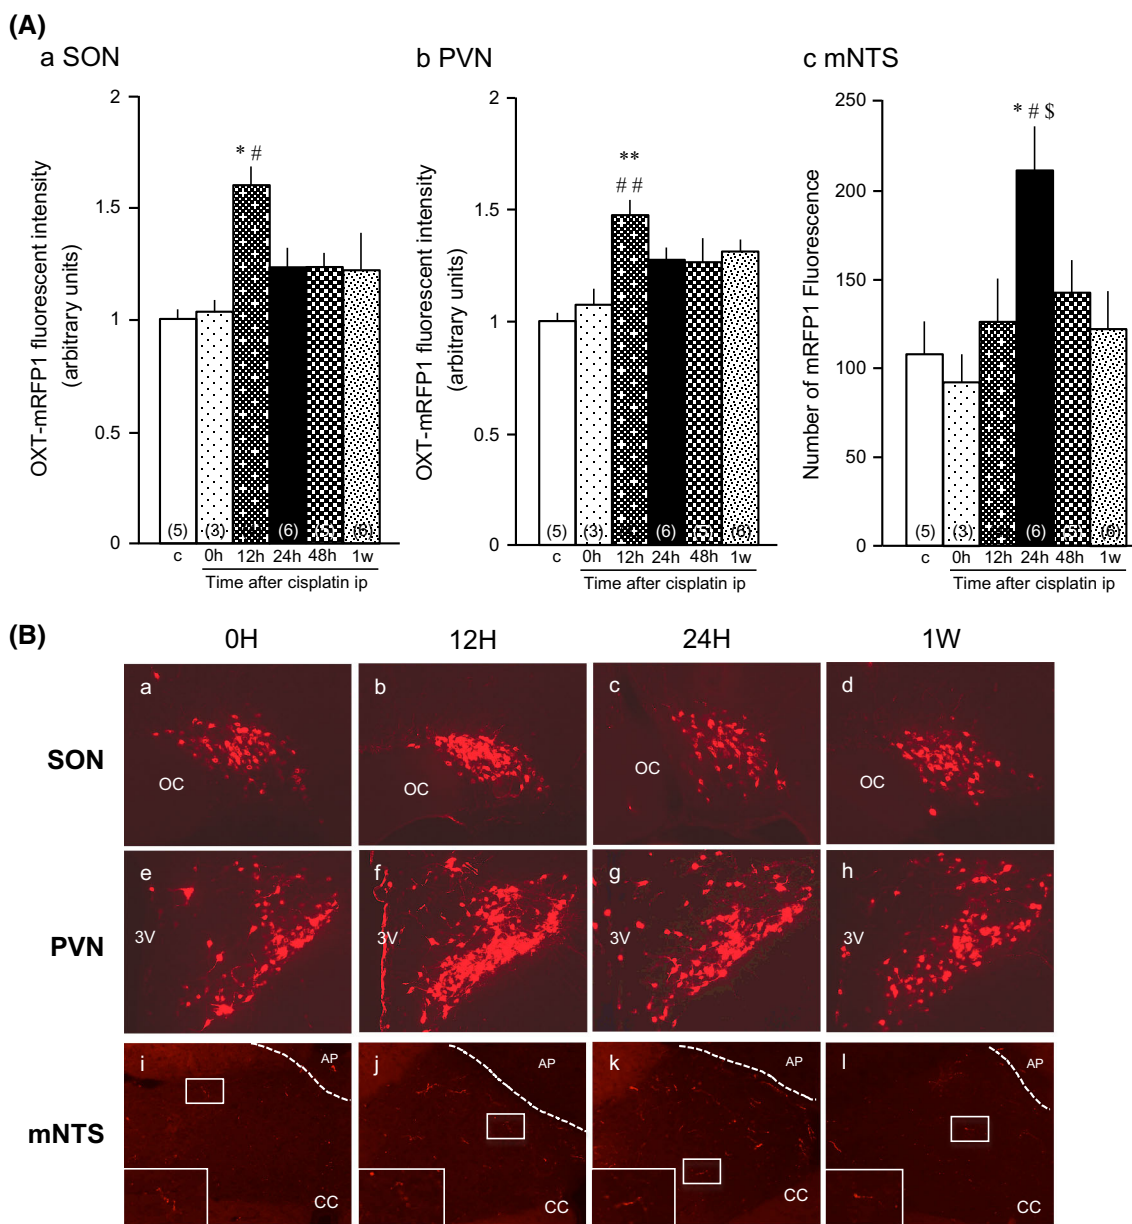 (A)
a SON
b PVN
c mNTS
OXT-mRFP1 fluorescent intensity
(arbitrary units)
2
1.5
1
0.5
0
* #
(5)
(3)
(6)
c
0h
12h
24h
48h
1w
Time after cisplatin ip
OXT-mRFP1 fluorescent intensity
(arbitrary units)
2
1.5
1
0.5
0
**
# #
(5)
(3)
(6)
c
0h
12h
24h
48h
1w
Time after cisplatin ip
Number of mRFP1 Fluorescence
250
200
150
100
50
0
* # $
(5)
(3)
(6)
c
0h
12h
24h
48h
1w
Time after cisplatin ip
(B)
0H
12H
24H
1W
SON
a
OC
b
OC
c
OC
d
OC
PVN
e
3V
f
3V
g
3V
h
3V
mNTS
i
AP
CC
j
AP
CC
k
AP
CC
l
AP
CC